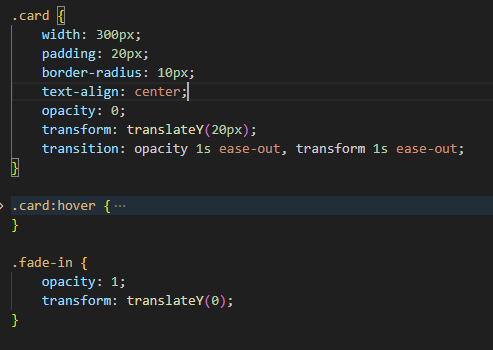 .card {
    width: 300px;
    padding: 20px;
    border-radius: 10px;
    text-align: center;
    opacity: 0;
    transform: translateY(20px);
    transition: opacity 1s ease-out, transform 1s ease-out;
}
.card:hover { ···
}
.fade-in {
    opacity: 1;
    transform: translateY(0);
}